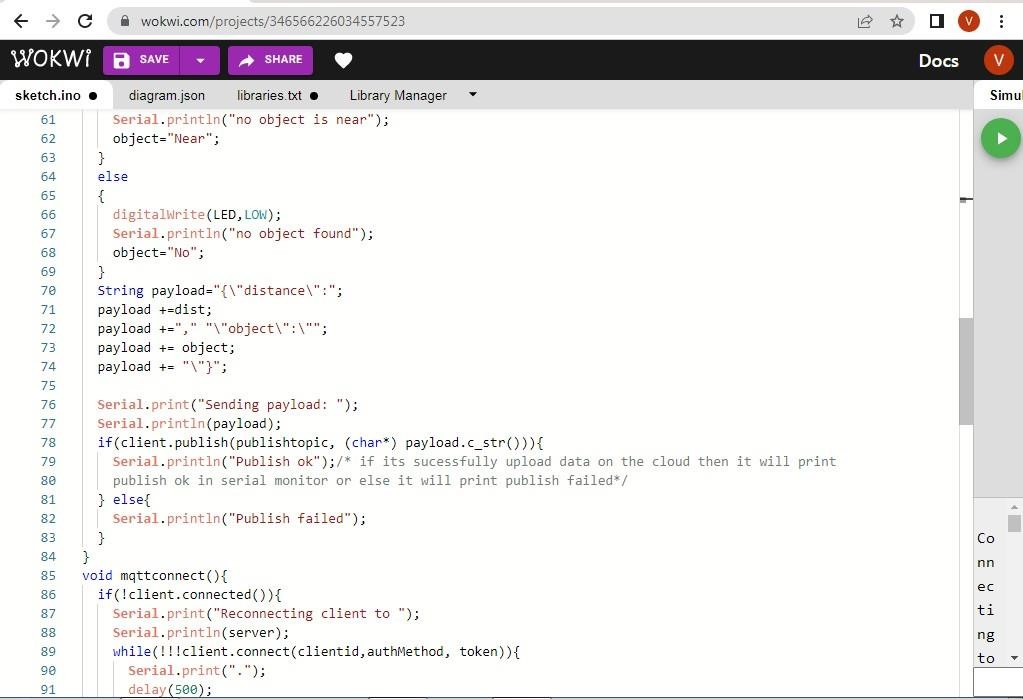 wokwi.com/projects/346566226034557523
V
WOKWi
SAVE
SHARE
Docs
V
sketch.ino ●
diagram.json
libraries.txt ●
Library Manager
Simul
61 Serial.println("no object is near");
62 object="Near";
63 }
64 else
65 {
66 digitalWrite(LED,LOW);
67 Serial.println("no object found");
68 object="No";
69 }
70 String payload="{\"distance\":";
71 payload +=dist;
72 payload +="," "\"object\":\"";
73 payload += object;
74 payload += "\"}";
75
76 Serial.print("Sending payload: ");
77 Serial.println(payload);
78 if(client.publish(publishtopic, (char*) payload.c_str())){
79 Serial.println("Publish ok");/* if its sucessfully upload data on the cloud then it will print
80 publish ok in serial monitor or else it will print publish failed*/
81 } else{
82 Serial.println("Publish failed");
83 }
84 }
85 void mqttconnect(){
86 if(!client.connected()){
87 Serial.print("Reconnecting client to ");
88 Serial.println(server);
89 while(!!!client.connect(clientid,authMethod, token)){
90 Serial.print(".");
91 delay(500);
Co
nn
ec
ti
ng
to